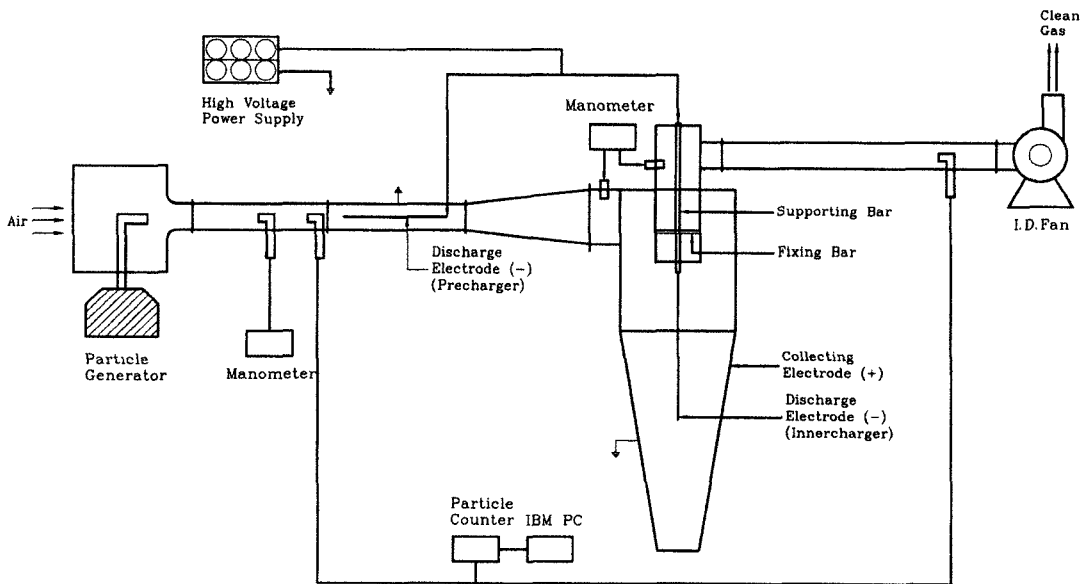 Clean
Gas
High Voltage
Power Supply
Manometer
Air
Supporting Bar
I.D.Fan
Fixing Bar
Discharge
Electrode (-)
(Precharger)
Particle
Generator
Manometer
Collecting
Electrode (+)
Discharge
Electrode (-)
(Innercharger)
Particle
Counter IBM PC